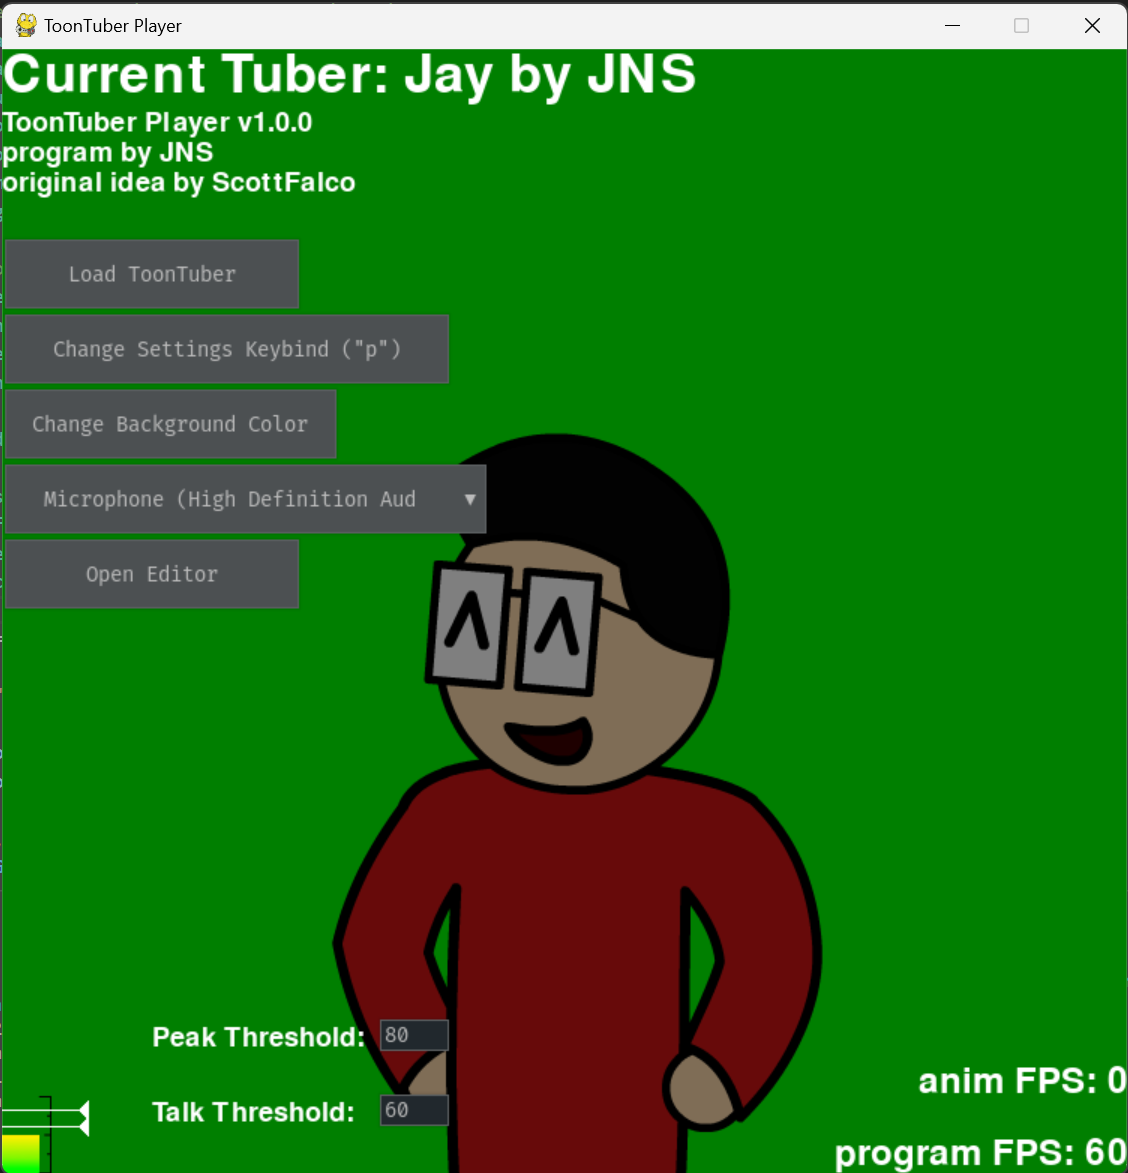 ToonTuber Player
Current Tuber: Jay by JNS
ToonTuber Player v1.0.0
program by JNS
original idea by ScottFalco
Load ToonTuber
Change Settings Keybind ("p")
Change Background Color
Microphone (High Definition Aud
Open Editor
Peak Threshold: 80
Talk Threshold: 60
anim FPS: 0
program FPS: 60